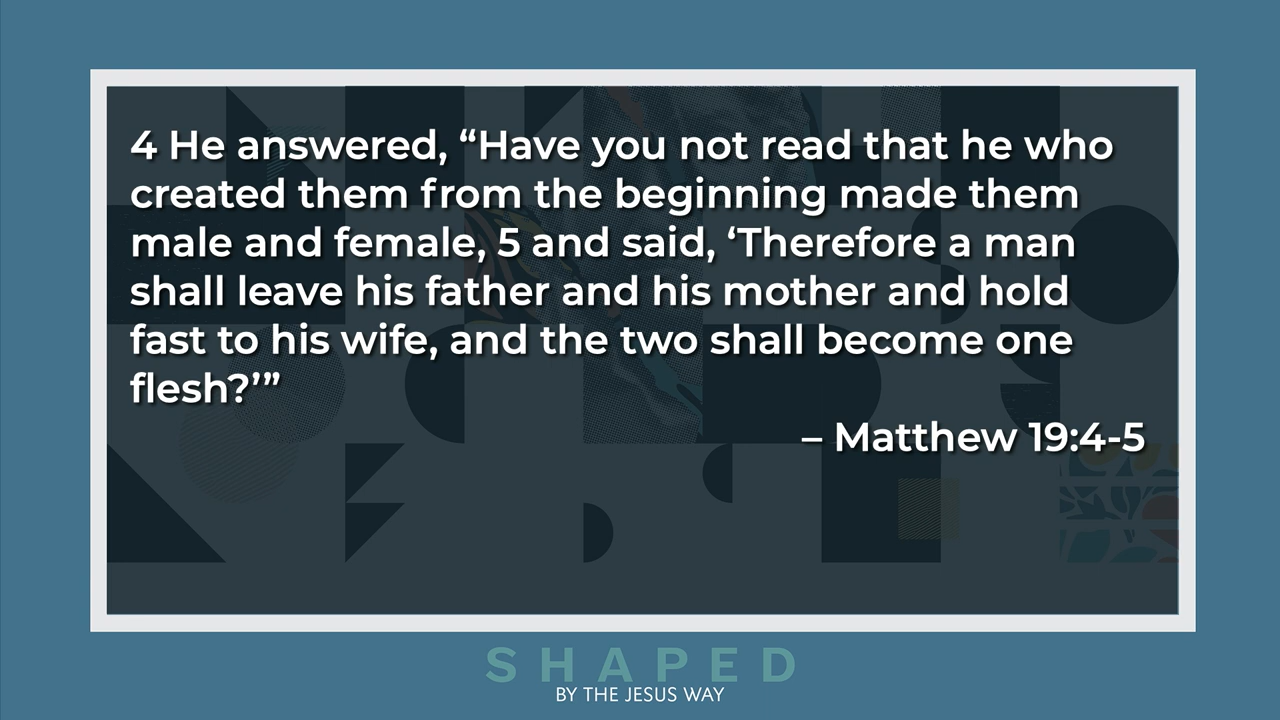 4 He answered, “Have you not read that he who
created them from the beginning made them
male and female, 5 and said, ‘Therefore a man
shall leave his father and his mother and hold
fast to his wife, and the two shall become one
flesh?’”
– Matthew 19:4-5
SHAPED
BY THE JESUS WAY